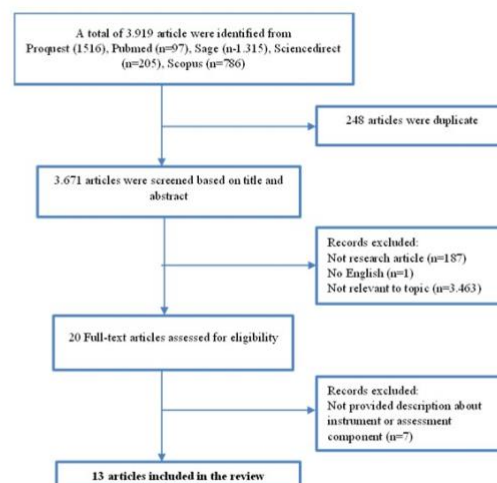 A total of 3.919 article were identified from
Proquest (1516), Pubmed (n=97), Sage (n-1.315), Sciencedirect
(n=205), Scopus (n=786)
248 articles were duplicate
3.671 articles were screened based on title and
abstract
Records excluded:
Not research article (n=187)
No English (n=1)
Not relevant to topic (n=3.463)
20 Full-text articles assessed for eligibility
Records excluded:
Not provided description about
instrument or assessment
component (n=7)
13 articles included in the review